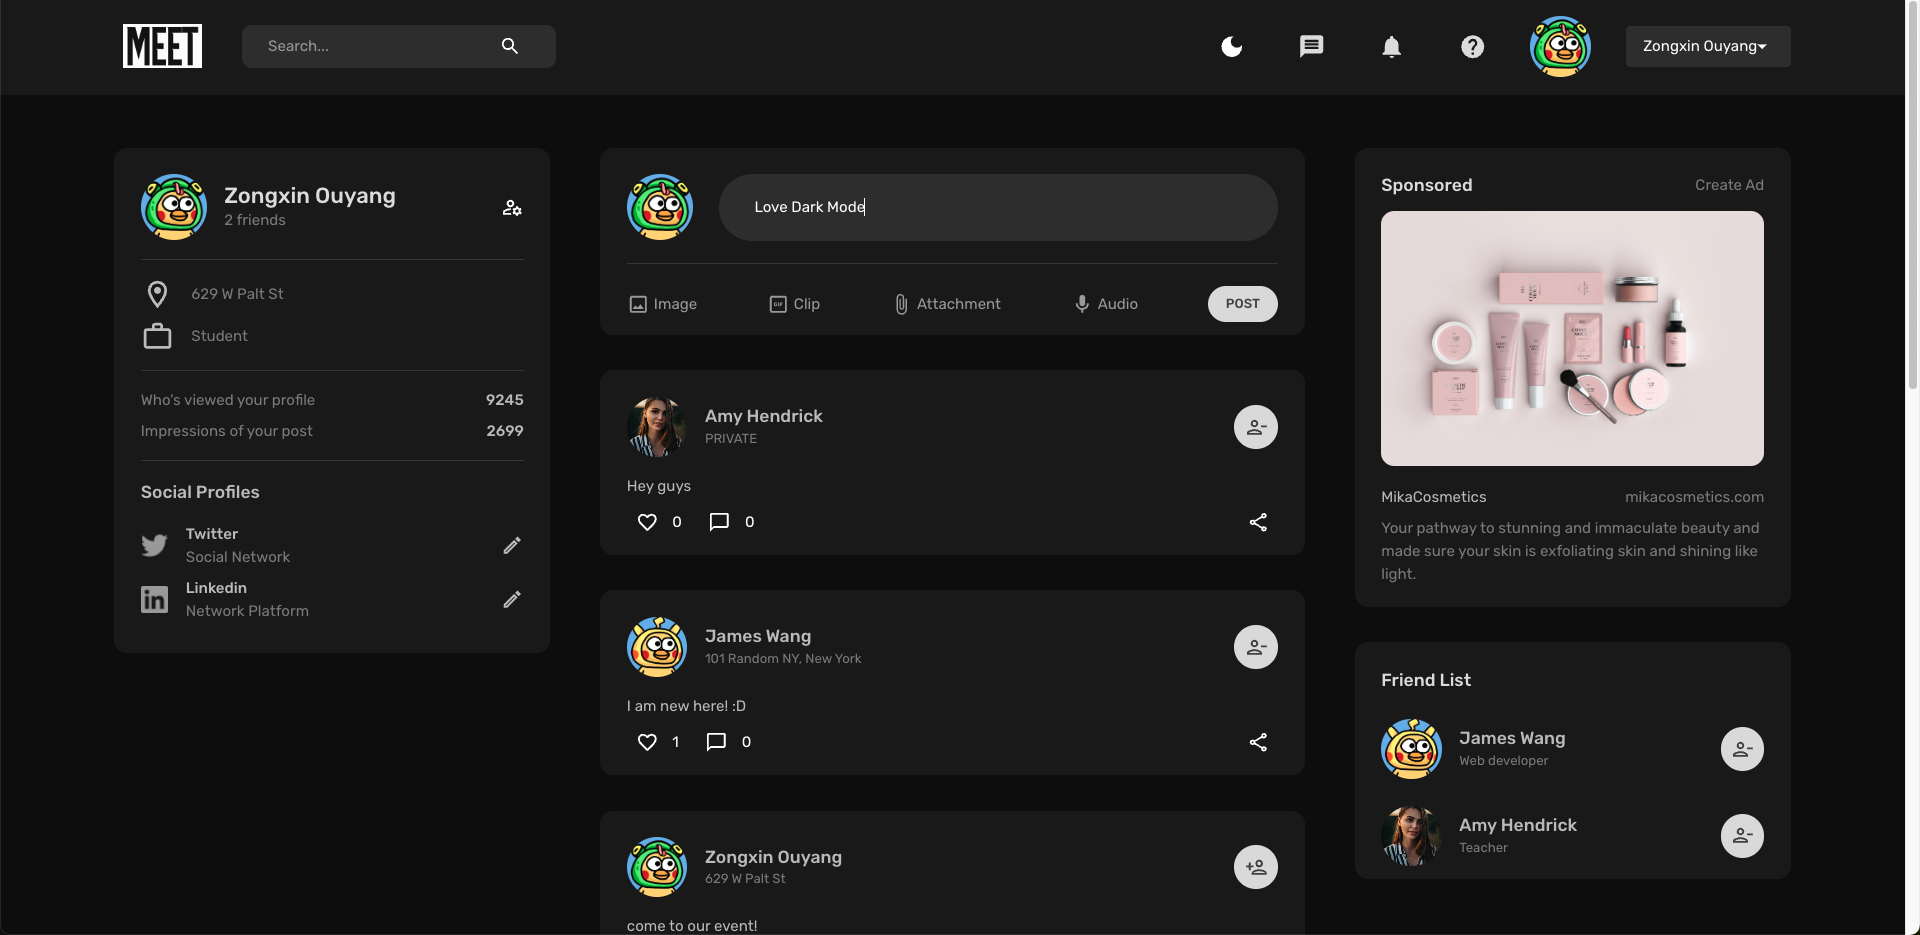 MEET
Search...
Zongxin Ouyang
Zongxin Ouyang
2 friends
629 W Palt St
Student
Who's viewed your profile 9245
Impressions of your post 2699
Social Profiles
Twitter
Social Network
Linkedin
Network Platform
Love Dark Mode
Image
GIF Clip
Attachment
Audio
POST
Amy Hendrick
PRIVATE
Hey guys
0 0
James Wang
101 Random NY, New York
I am new here! :D
1 0
Zongxin Ouyang
629 W Palt St
come to our event!
Sponsored Create Ad
MikaCosmetics mikacosmetics.com
Your pathway to stunning and immaculate beauty and
made sure your skin is exfoliating skin and shining like
light.
Friend List
James Wang
Web developer
Amy Hendrick
Teacher